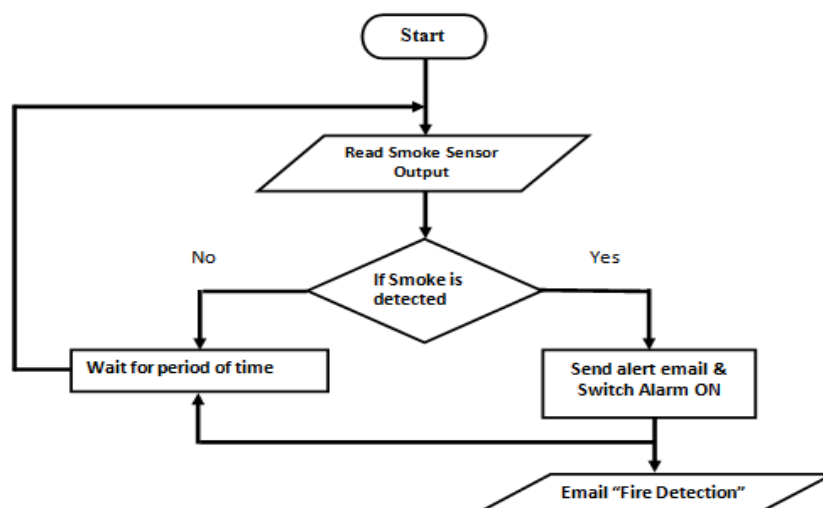 Start
Read Smoke Sensor
Output
No
Yes
If Smoke is
detected
Wait for period of time
Send alert email &
Switch Alarm ON
Email “Fire Detection”